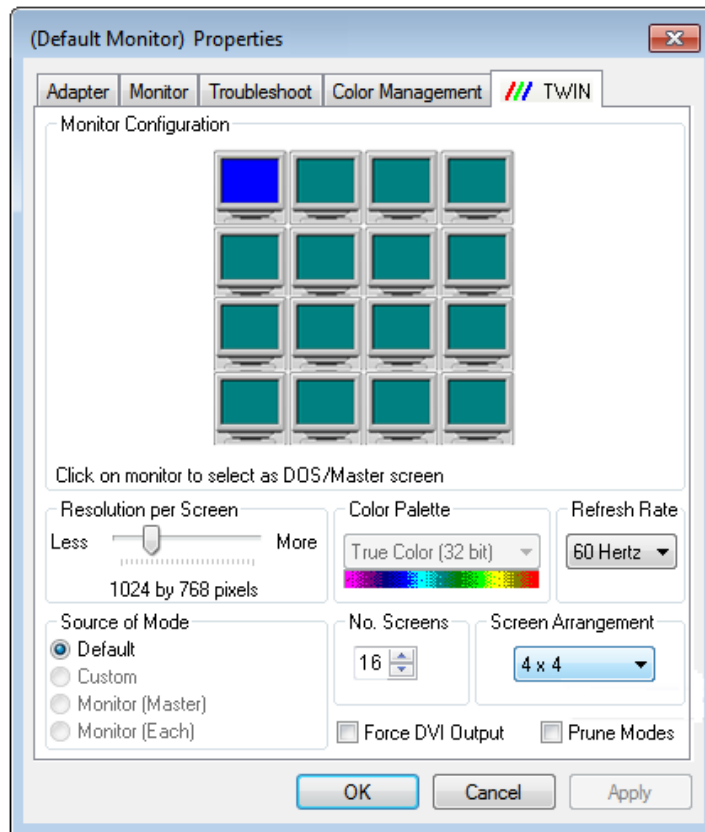 (Default Monitor) Properties
Adapter Monitor Troubleshoot Color Management TWIN
Monitor Configuration
Click on monitor to select as DOS/Master screen
Resolution per Screen
Less More
1024 by 768 pixels
Color Palette
True Color (32 bit)
Refresh Rate
60 Hertz
Source of Mode
Default
Custom
Monitor (Master)
Monitor (Each)
No. Screens
16
Screen Arrangement
4 x 4
Force DVI Output
Prune Modes
OK Cancel Apply